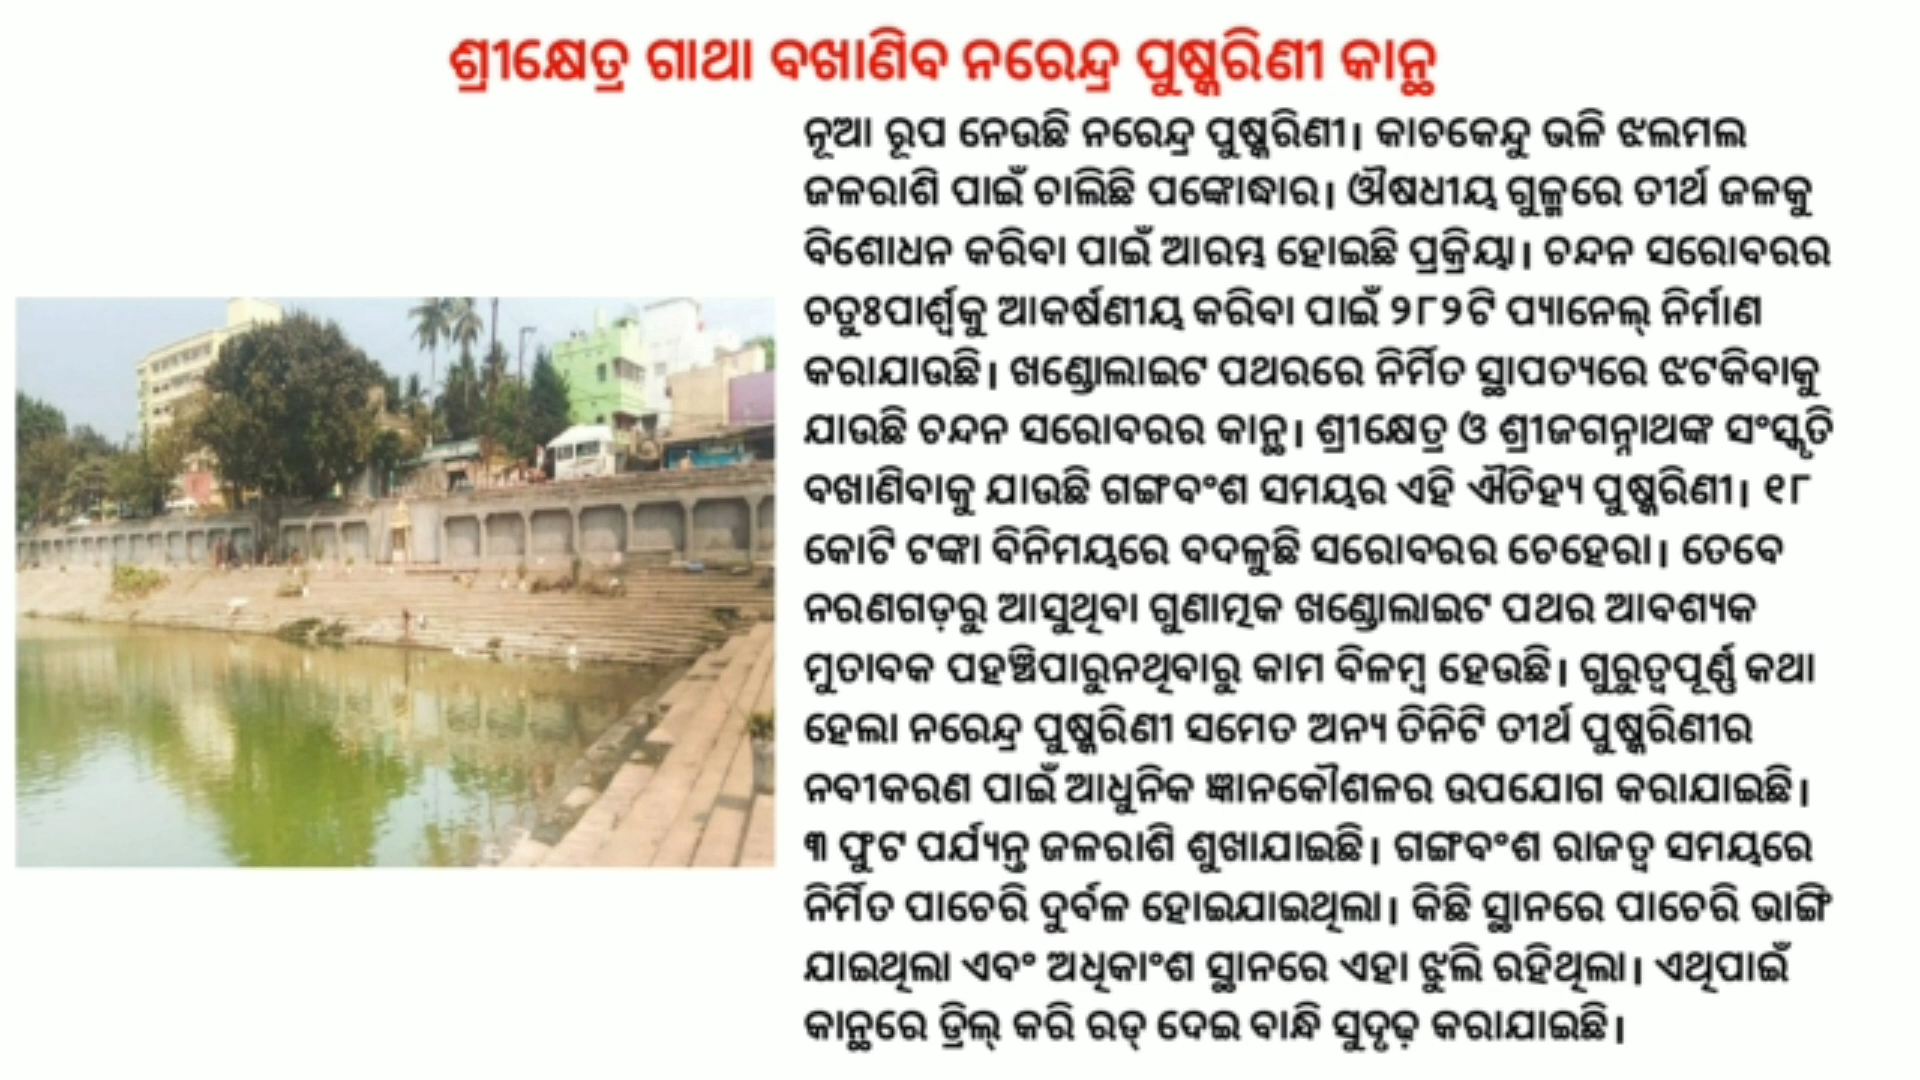 ଶ୍ରୀକ୍ଷେତ୍ର ଗାଥା ବଖାଣିବ ନରେନ୍ଦ୍ର ପୁଷ୍କରିଣୀ କାନ୍ଥ
ନୂଆ ରୂପ ନେଉଛି ନରେନ୍ଦ୍ର ପୁଷ୍କରିଣୀ। କାଚକେନ୍ଦୁ ଭଳି ଝଲମଲ
ଜଳରାଶି ପାଇଁ ଚାଲିଛି ପଙ୍କୋଦ୍ଧାର। ଔଷଧୀୟ ଗୁଳ୍ମରେ ତୀର୍ଥ ଜଳକୁ
ବିଶୋଧନ କରିବା ପାଇଁ ଆରମ୍ଭ ହୋଇଛି ପ୍ରକ୍ରିୟା। ଚନ୍ଦନ ସରୋବରର
ଚତୁଃପାର୍ଶ୍ୱକୁ ଆକର୍ଷଣୀୟ କରିବା ପାଇଁ ୨୮୨ଟି ପ୍ୟାନେଲ୍ ନିର୍ମାଣ
କରାଯାଉଛି। ଖଣ୍ଡୋଲାଇଟ ପଥରରେ ନିର୍ମିତ ସ୍ଥାପତ୍ୟରେ ଝଟକିବାକୁ
ଯାଉଛି ଚନ୍ଦନ ସରୋବରର କାନ୍ଥ। ଶ୍ରୀକ୍ଷେତ୍ର ଓ ଶ୍ରୀଜଗନ୍ନାଥଙ୍କ ସଂସ୍କୃତି
ବଖାଣିବାକୁ ଯାଉଛି ଗଙ୍ଗବଂଶ ସମୟର ଏହି ଐତିହ୍ୟ ପୁଷ୍କରିଣୀ। ୧୮
କୋଟି ଟଙ୍କା ବିନିମୟରେ ବଦଳୁଛି ସରୋବରର ଚେହେରା। ତେବେ
ନରଣଗଡ଼ରୁ ଆସୁଥିବା ଗୁଣାତ୍ମକ ଖଣ୍ଡୋଲାଇଟ ପଥର ଆବଶ୍ୟକ
ମୁତାବକ ପହଞ୍ଚିପାରୁନଥିବାରୁ କାମ ବିଳମ୍ବ ହେଉଛି। ଗୁରୁତ୍ୱପୂର୍ଣ୍ଣ କଥା
ହେଲା ନରେନ୍ଦ୍ର ପୁଷ୍କରିଣୀ ସମେତ ଅନ୍ୟ ତିନିଟି ତୀର୍ଥ ପୁଷ୍କରିଣୀର
ନବୀକରଣ ପାଇଁ ଆଧୁନିକ ଜ୍ଞାନକୌଶଳର ଉପଯୋଗ କରାଯାଇଛି।
୩ ଫୁଟ ପର୍ଯ୍ୟନ୍ତ ଜଳରାଶି ଶୁଖାଯାଇଛି। ଗଙ୍ଗବଂଶ ରାଜତ୍ୱ ସମୟରେ
ନିର୍ମିତ ପାଚେରି ଦୁର୍ବଳ ହୋଇଯାଇଥିଲା। କିଛି ସ୍ଥାନରେ ପାଚେରି ଭାଙ୍ଗି
ଯାଇଥିଲା ଏବଂ ଅଧିକାଂଶ ସ୍ଥାନରେ ଏହା ଝୁଲି ରହିଥିଲା। ଏଥିପାଇଁ
କାନ୍ଥରେ ଡ୍ରିଲ୍ କରି ରଡ୍ ଦେଇ ବାନ୍ଧି ସୁଦୃଢ଼ କରାଯାଇଛି।